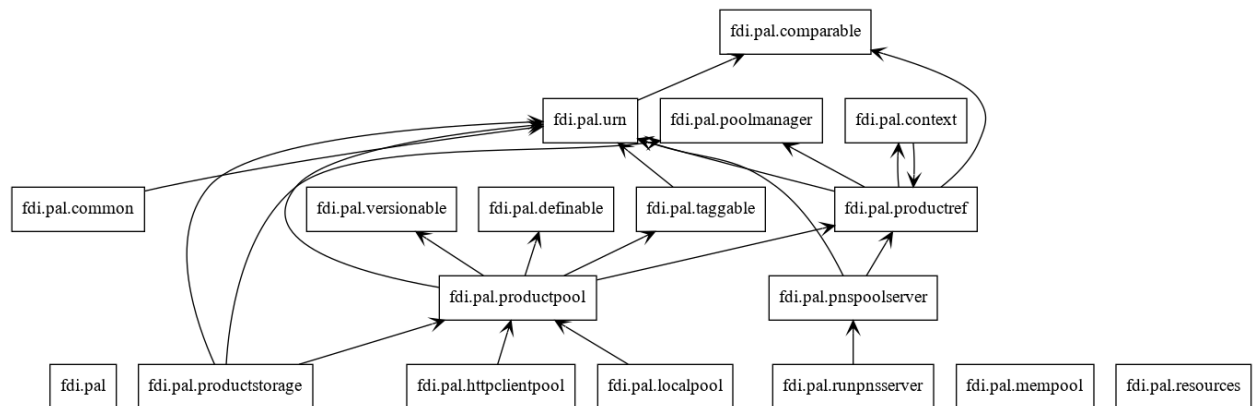 fdi.pal.comparable
fdi.pal.urn
fdi.pal.poolmanager
fdi.pal.context
fdi.pal.common
fdi.pal.versionable
fdi.pal.definable
fdi.pal.taggable
fdi.pal.productref
fdi.pal.productpool
fdi.pal.pnspoolserver
fdi.pal
fdi.pal.productstorage
fdi.pal.httpclientpool
fdi.pal.localpool
fdi.pal.runpnsserver
fdi.pal.mempool
fdi.pal.resources